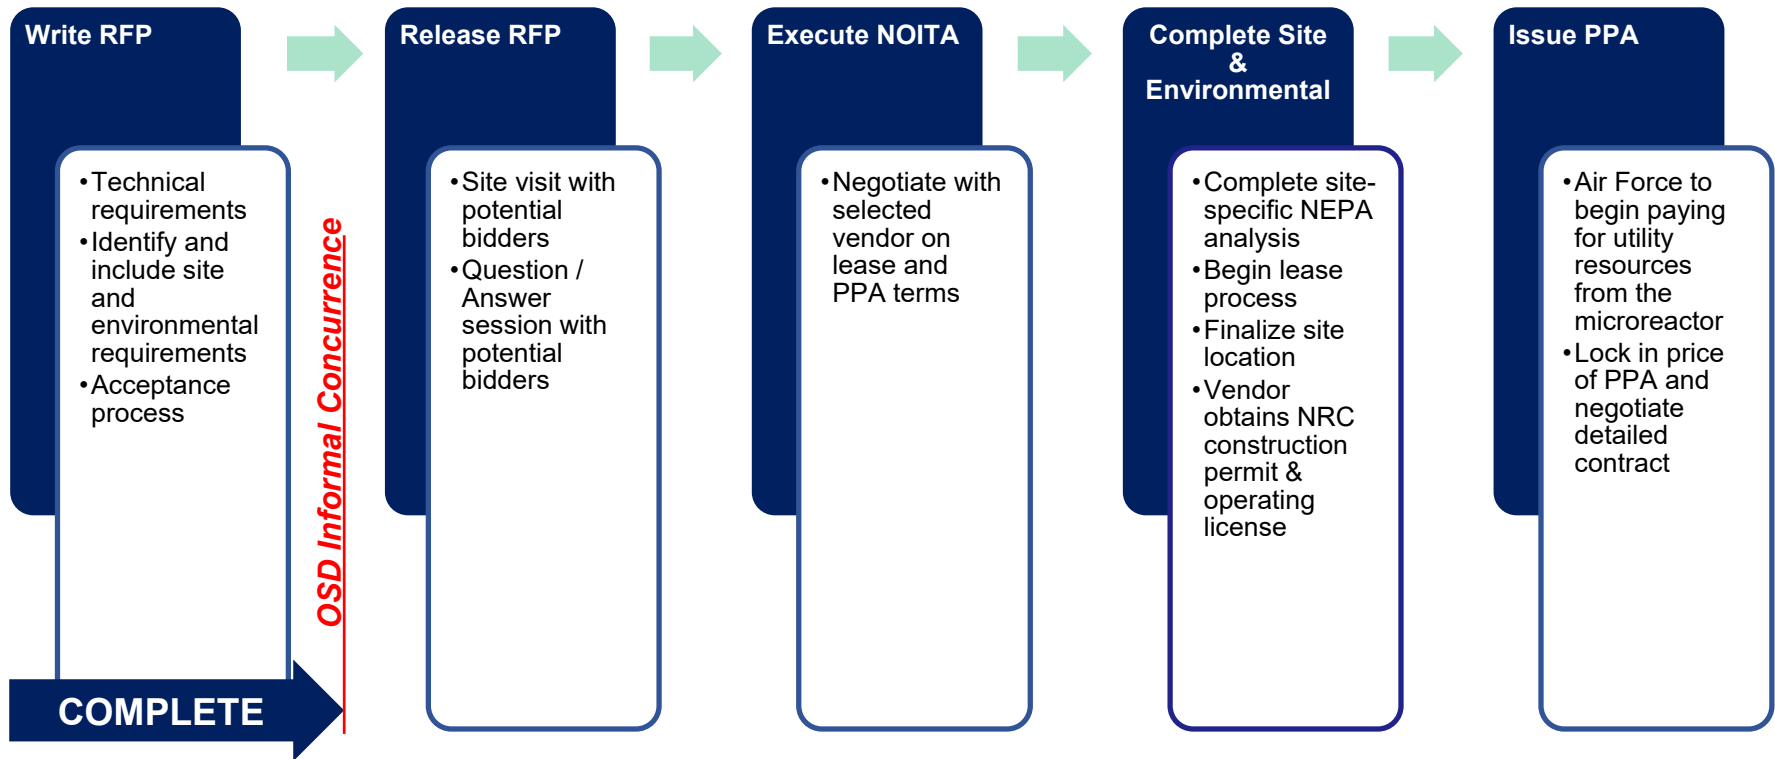 Write RFP
•Technical
requirements
•Identify and
include site
and
environmental
requirements
•Acceptance
process
COMPLETE
OSD Informal Concurrence
Release RFP
•Site visit with
potential
bidders
•Question /
Answer
session with
potential
bidders
Execute NOITA
•Negotiate with
selected
vendor on
lease and
PPA terms
Complete Site
&
Environmental
•Complete site-
specific NEPA
analysis
•Begin lease
process
•Finalize site
location
•Vendor
obtains NRC
construction
permit &
operating
license
Issue PPA
•Air Force to
begin paying
for utility
resources
from the
microreactor
•Lock in price
of PPA and
negotiate
detailed
contract